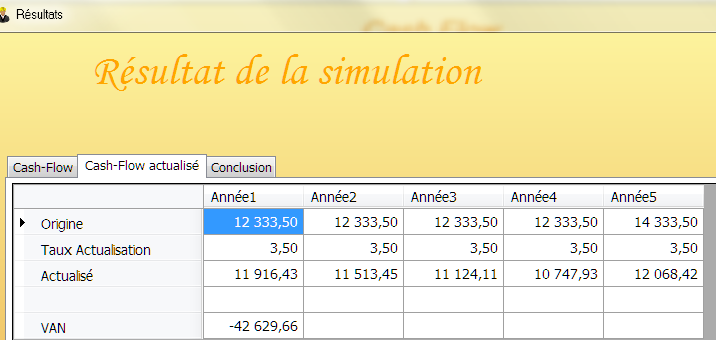 Résultats
Cash Flow
Résultat de la simulation
Cash-Flow Cash-Flow actualisé Conclusion
Année1 Année2 Année3 Année4 Année5
Origine 12 333,50 12 333,50 12 333,50 12 333,50 14 333,50
Taux Actualisation 3,50 3,50 3,50 3,50 3,50
Actualisé 11 916,43 11 513,45 11 124,11 10 747,93 12 068,42
VAN -42 629,66